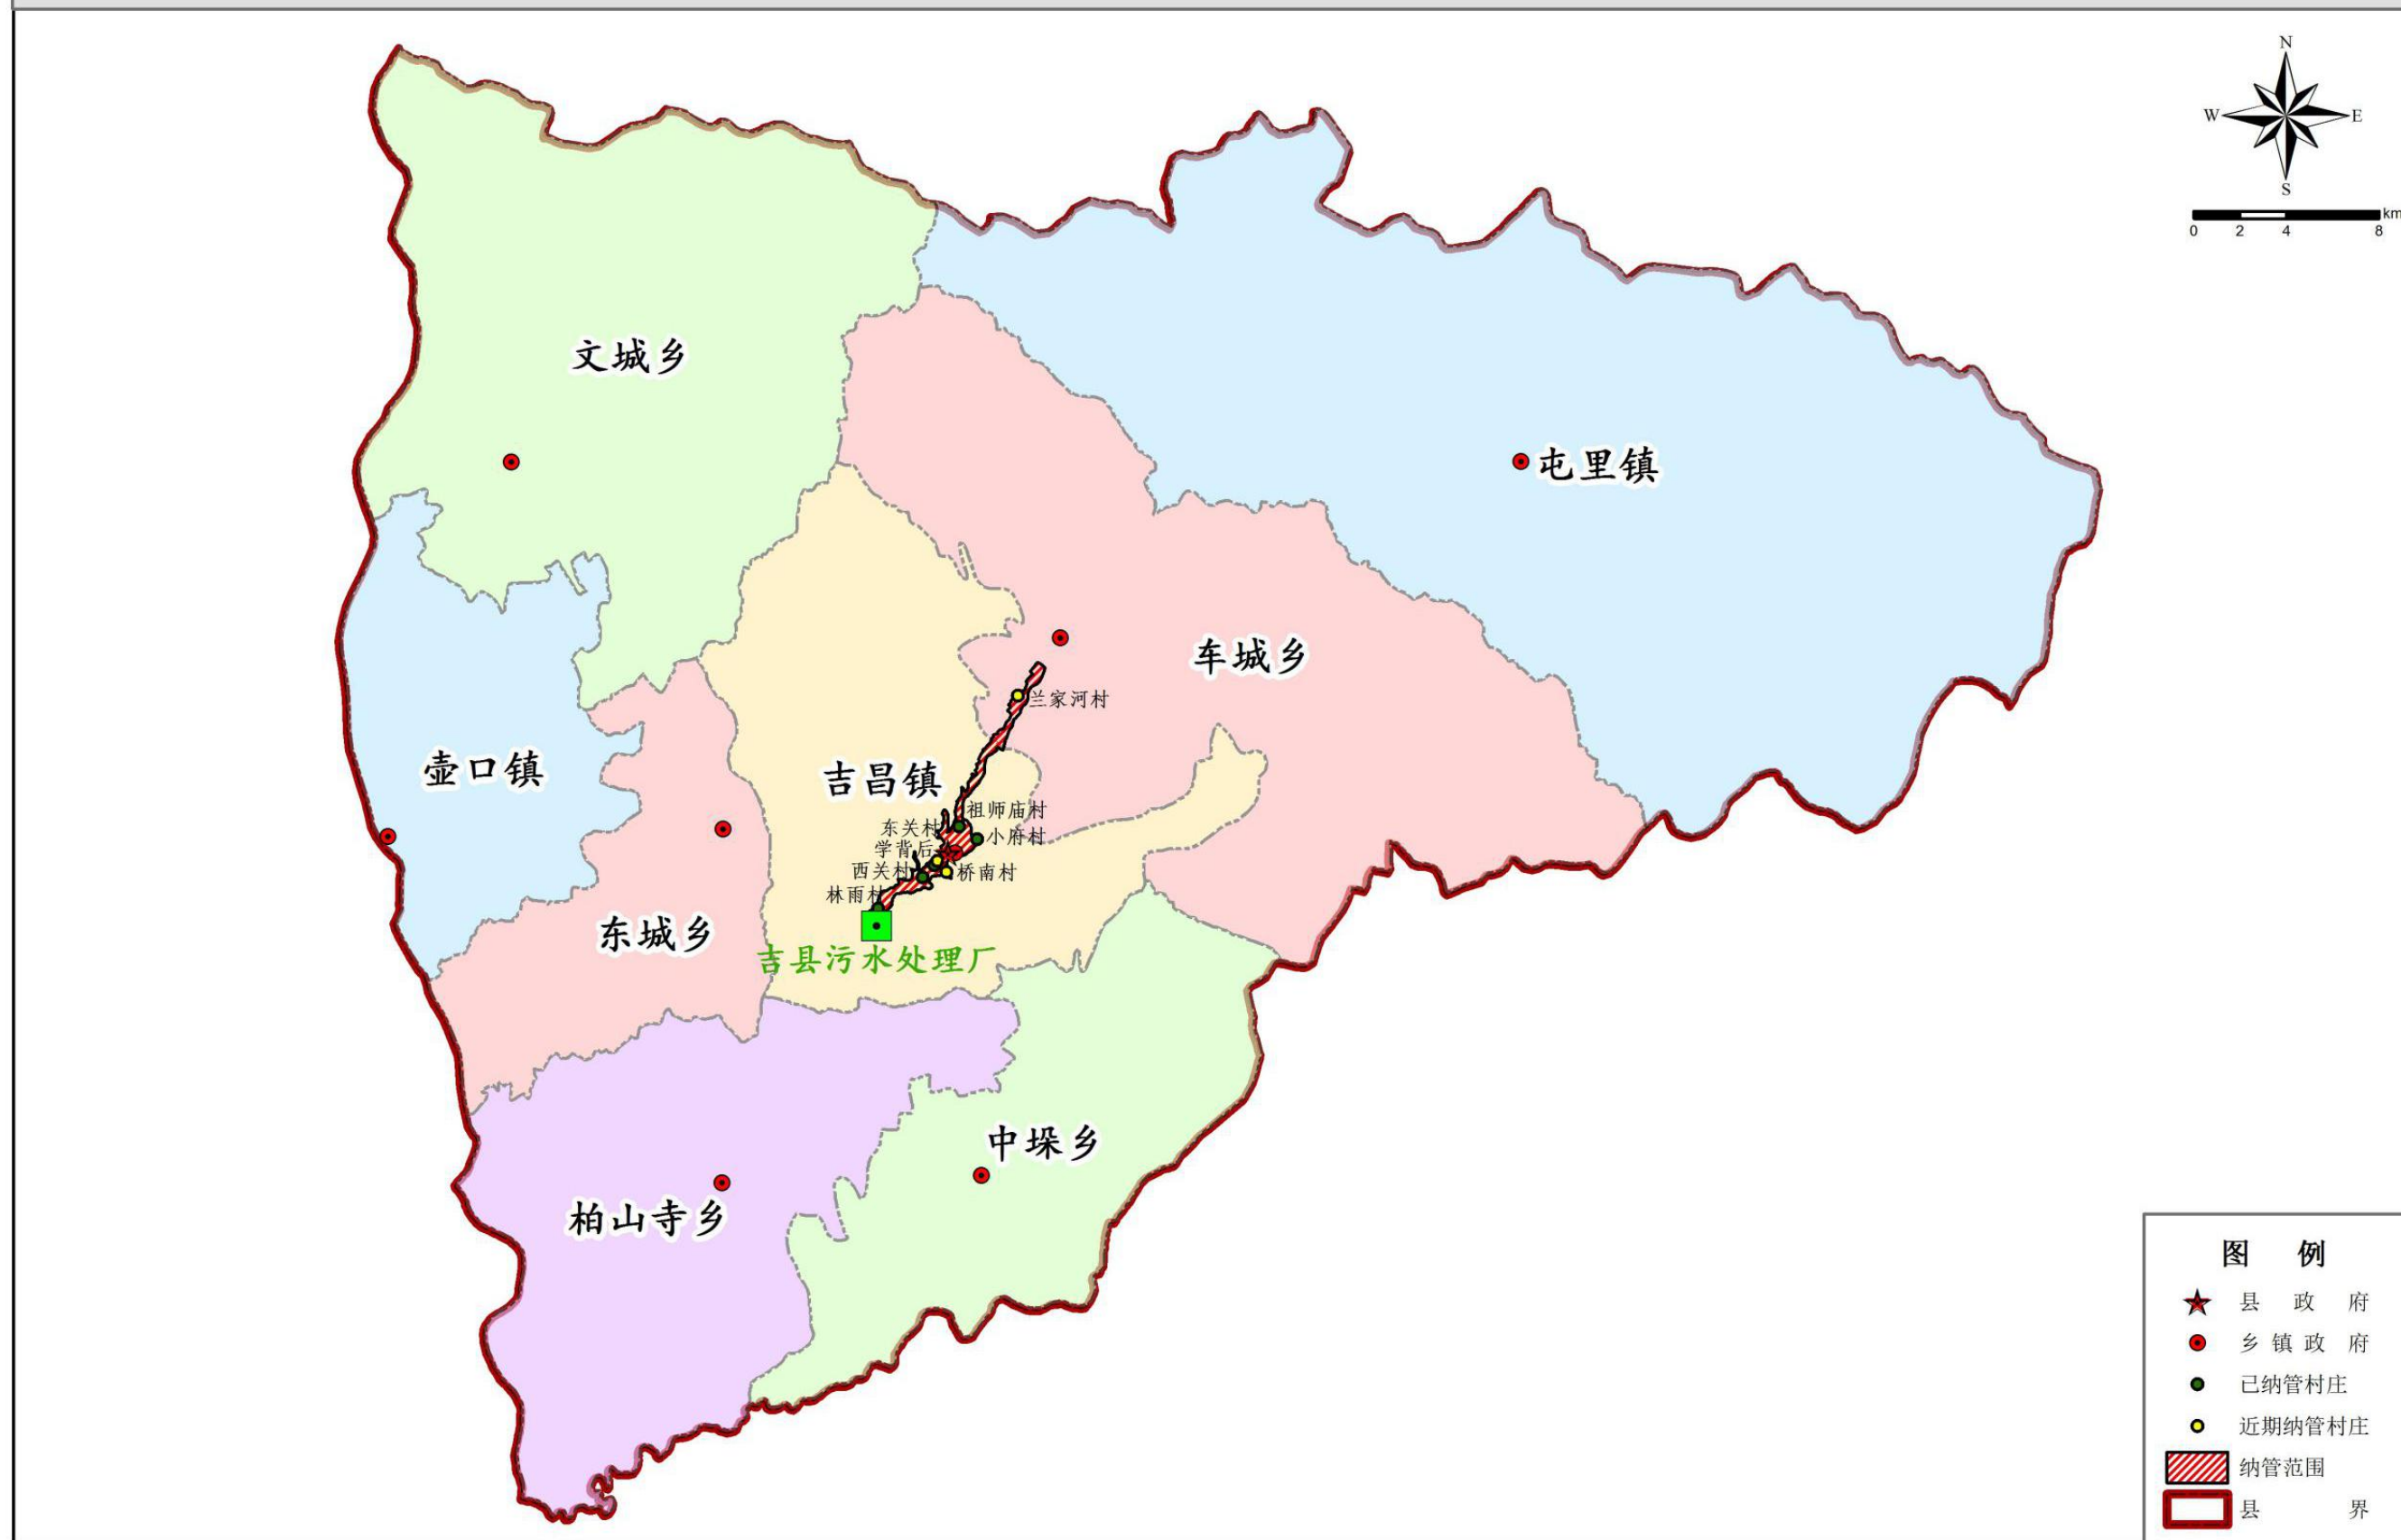 N
W
E
S
km
0 2 4 8
文城乡
屯里镇
车城乡
兰家河村
壶口镇
吉昌镇
祖师庙村
东关村
小府村
学背后
西关村
桥南村
林雨村
东城乡
吉县污水处理厂
中垛乡
柏山寺乡
图 例
县 政 府
乡 镇 政 府
已纳管村庄
近期纳管村庄
纳管范围
县 界